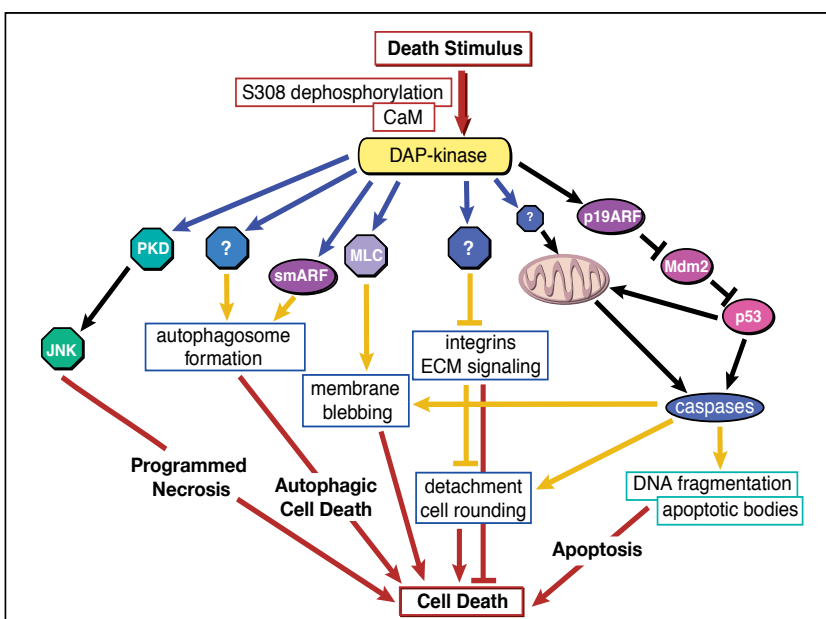 Death Stimulus
S308 dephosphorylation
CaM
DAP-kinase
?
p19ARF
PKD
?
MLC
?
smARF
Mdm2
p53
JNK
autophagosome
formation
integrins
ECM signaling
membrane
blebbing
caspases
Programmed
Necrosis
Autophagic
Cell Death
detachment
cell rounding
DNA fragmentation
apoptotic bodies
Apoptosis
Cell Death